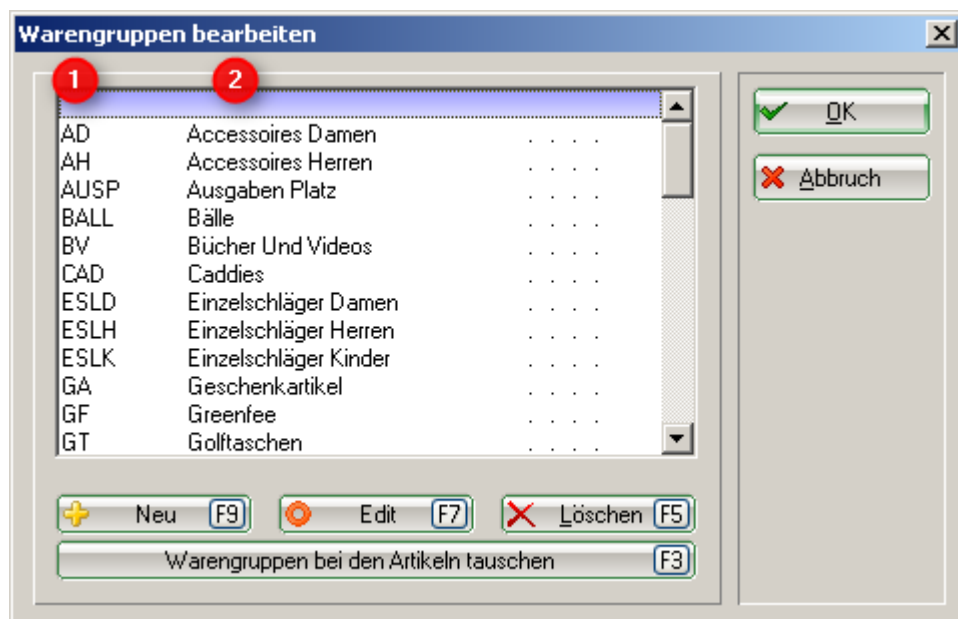 Warengruppen bearbeiten
1 2
AD Accessoires Damen . . . .
AH Accessoires Herren . . . .
AUSP Ausgaben Platz . . . .
BALL Bälle . . . .
BV Bücher Und Videos . . . .
CAD Caddies . . . .
ESLD Einzelschläger Damen . . . .
ESLH Einzelschläger Herren . . . .
ESLK Einzelschläger Kinder . . . .
GA Geschenkartikel . . . .
GF Greenfee . . . .
GT Golftaschen . . . .
Neu F9 Edit F7 Löschen F5
Warengruppen bei den Artikeln tauschen F3
OK
Abbruch